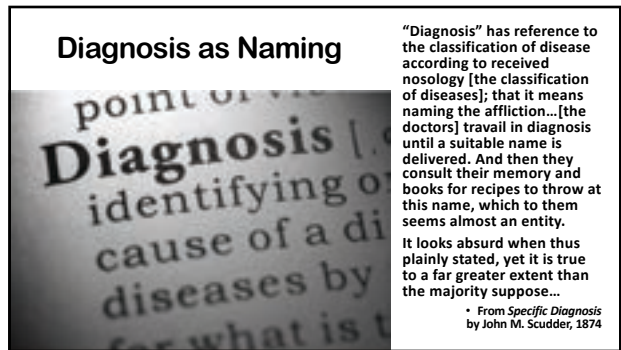 Diagnosis as Naming
point of vi
Diagnosis [.
identifying o
cause of a di
diseases by
for what is t
“Diagnosis” has reference to
the classification of disease
according to received
nosology [the classification
of diseases]; that it means
naming the affliction…[the
doctors] travail in diagnosis
until a suitable name is
delivered. And then they
consult their memory and
books for recipes to throw at
this name, which to them
seems almost an entity.
It looks absurd when thus
plainly stated, yet it is true
to a far greater extent than
the majority suppose…
• From Specific Diagnosis
by John M. Scudder, 1874